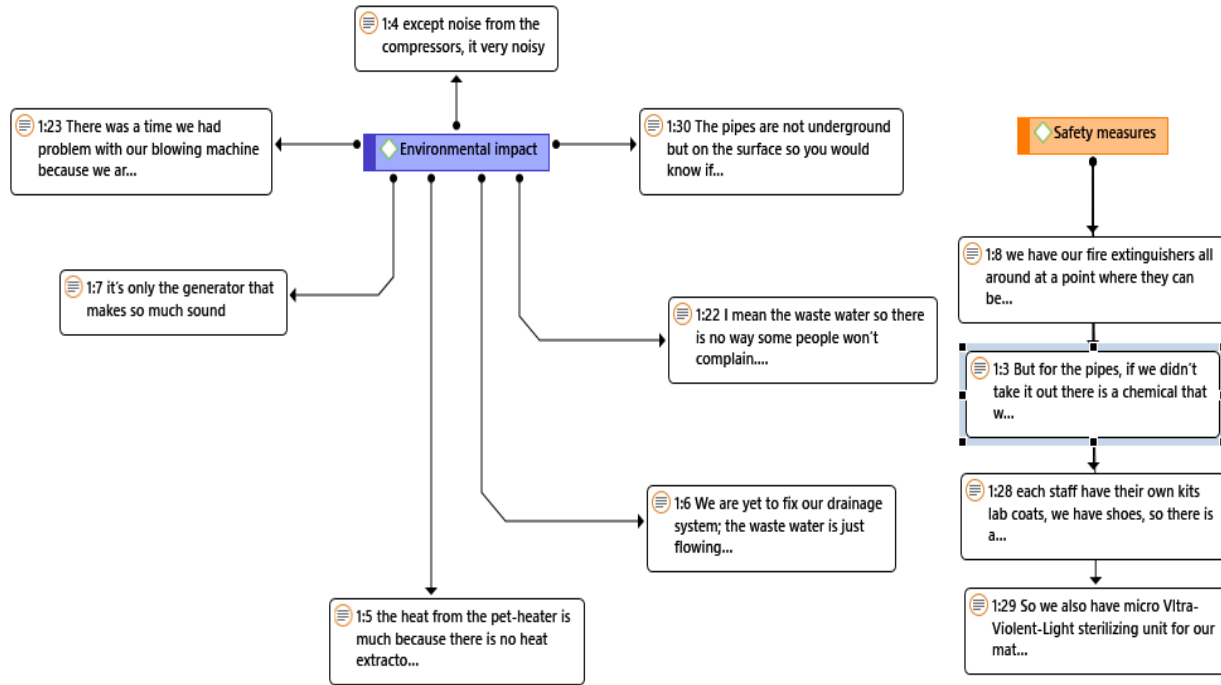 1:4 except noise from the
compressors, it very noisy
1:23 There was a time we had
problem with our blowing machine
because we ar...
Environmental impact
1:30 The pipes are not underground
but on the surface so you would
know if...
Safety measures
1:7 it's only the generator that
makes so much sound
1:8 we have our fire extinguishers all
around at a point where they can
be...
1:22 I mean the waste water so there
is no way some people won't
complain....
1:3 But for the pipes, if we didn't
take it out there is a chemical that
w...
1:6 We are yet to fix our drainage
system; the waste water is just
flowing...
1:28 each staff have their own kits
lab coats, we have shoes, so there is
a...
1:5 the heat from the pet-heater is
much because there is no heat
extracto...
1:29 So we also have micro Vltra-
Violent-Light sterilizing unit for our
mat...